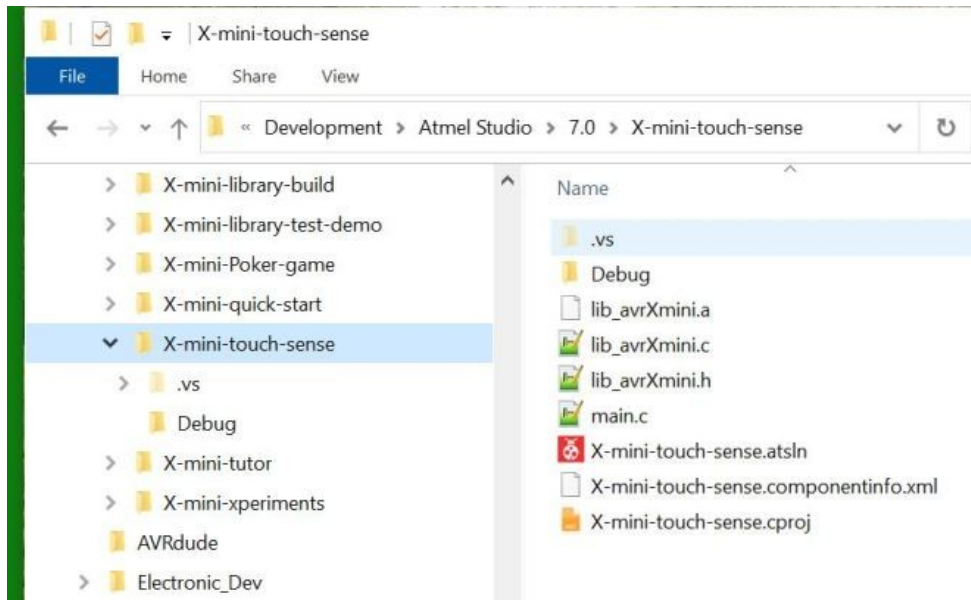 X-mini-touch-sense
File Home Share View
« Development > Atmel Studio > 7.0 > X-mini-touch-sense
X-mini-library-build
X-mini-library-test-demo
X-mini-Poker-game
X-mini-quick-start
X-mini-touch-sense
.vs
Debug
X-mini-tutor
X-mini-xperiments
AVRdude
Electronic_Dev
Name
.vs
Debug
lib_avrXmini.a
lib_avrXmini.c
lib_avrXmini.h
main.c
X-mini-touch-sense.atsln
X-mini-touch-sense.componentinfo.xml
X-mini-touch-sense.cproj